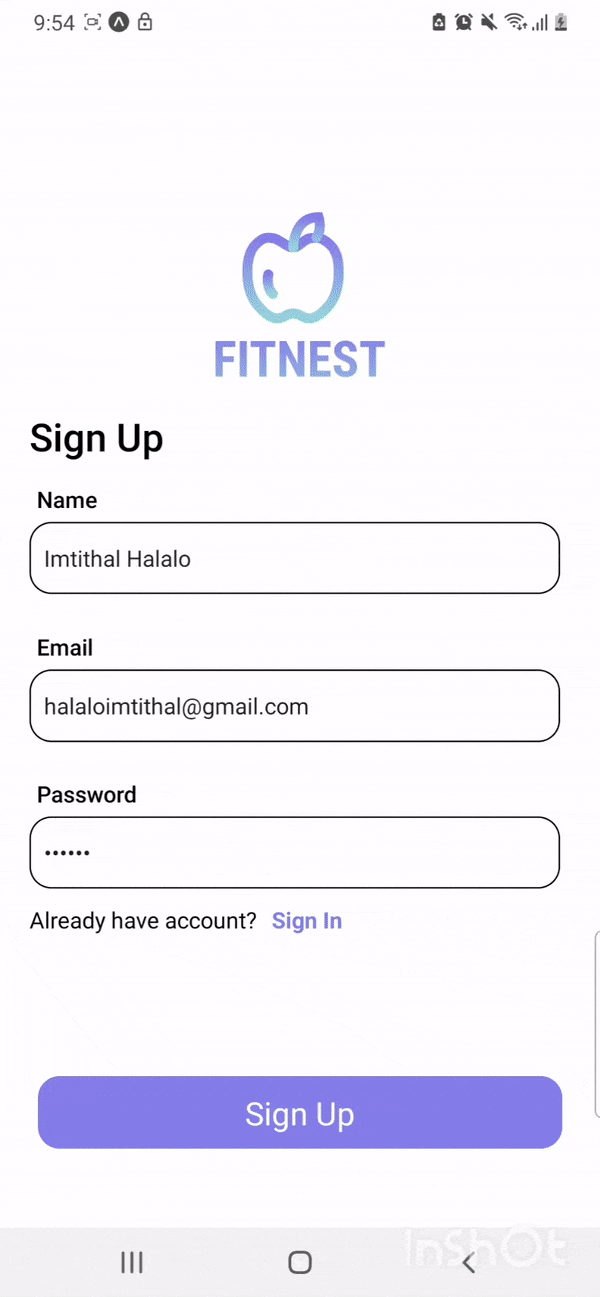 9:54
FITNEST
Sign Up
Name
Imtithal Halalo
Email
halaloimtithal@gmail.com
Password
••••••
Already have account? Sign In
Sign Up
InShOt